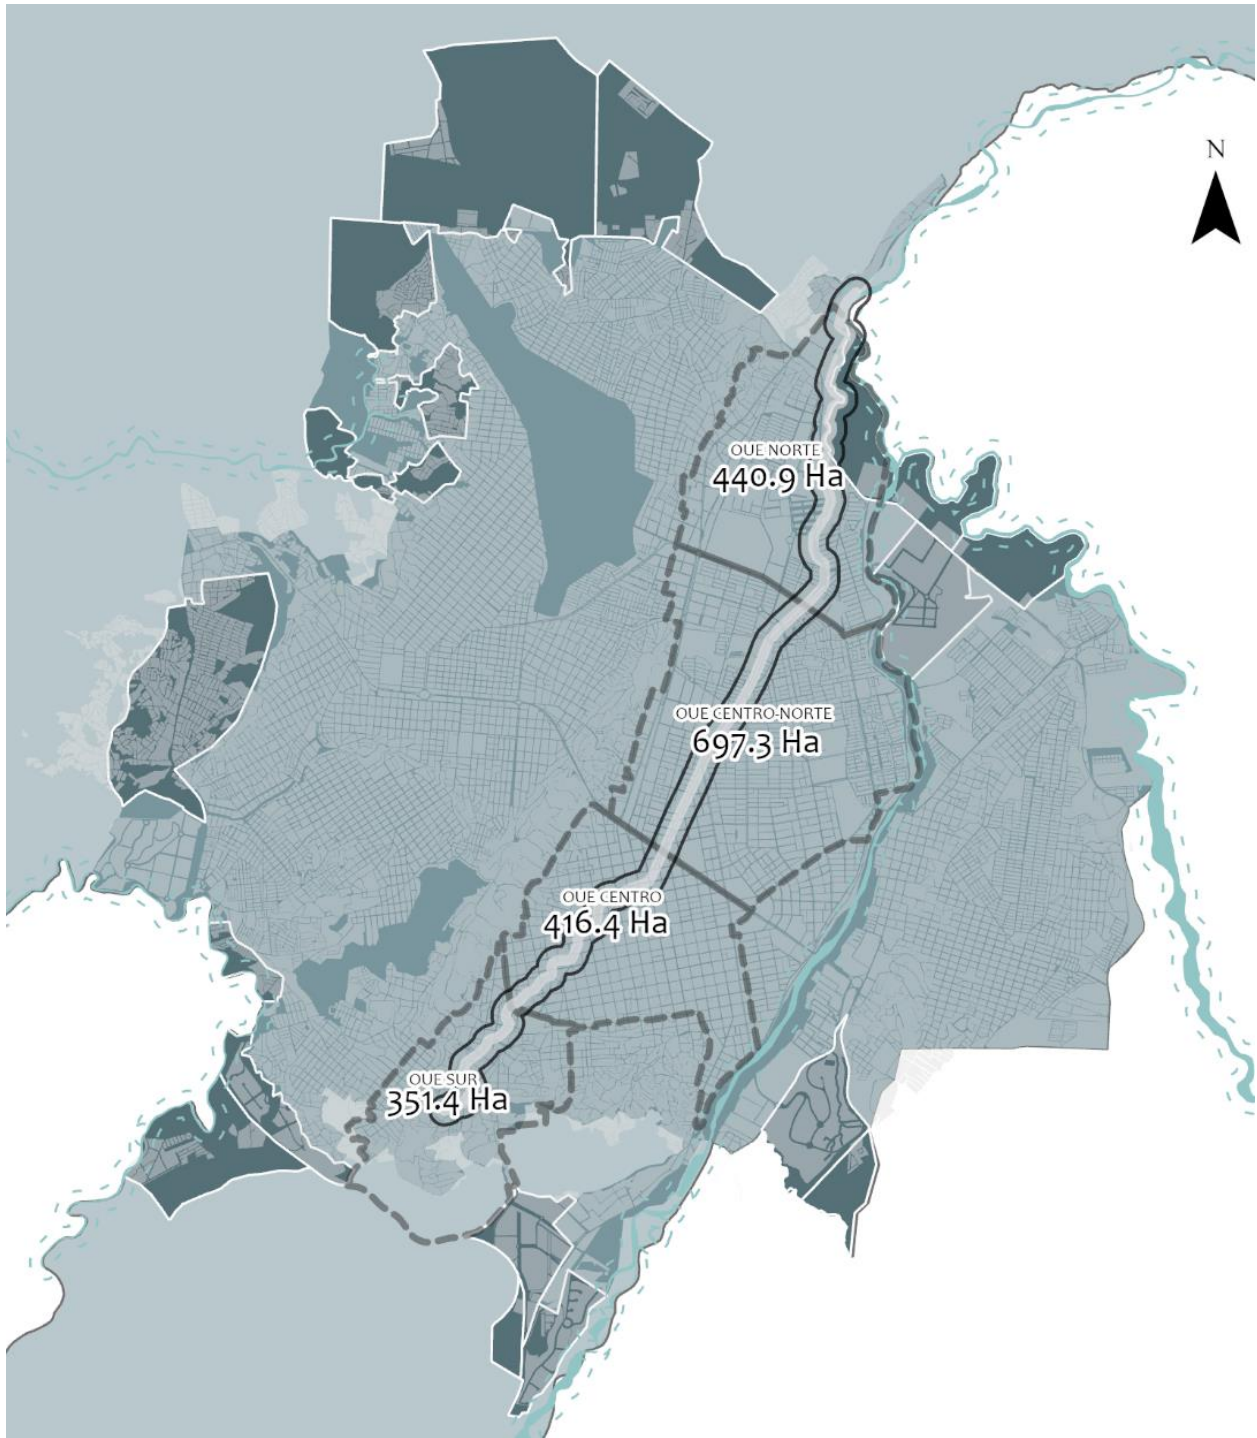 N
OUE NORTE
440.9 Ha
OUE CENTRO-NORTE
697.3 Ha
OUE CENTRO
416.4 Ha
OUE SUR
351.4 Ha